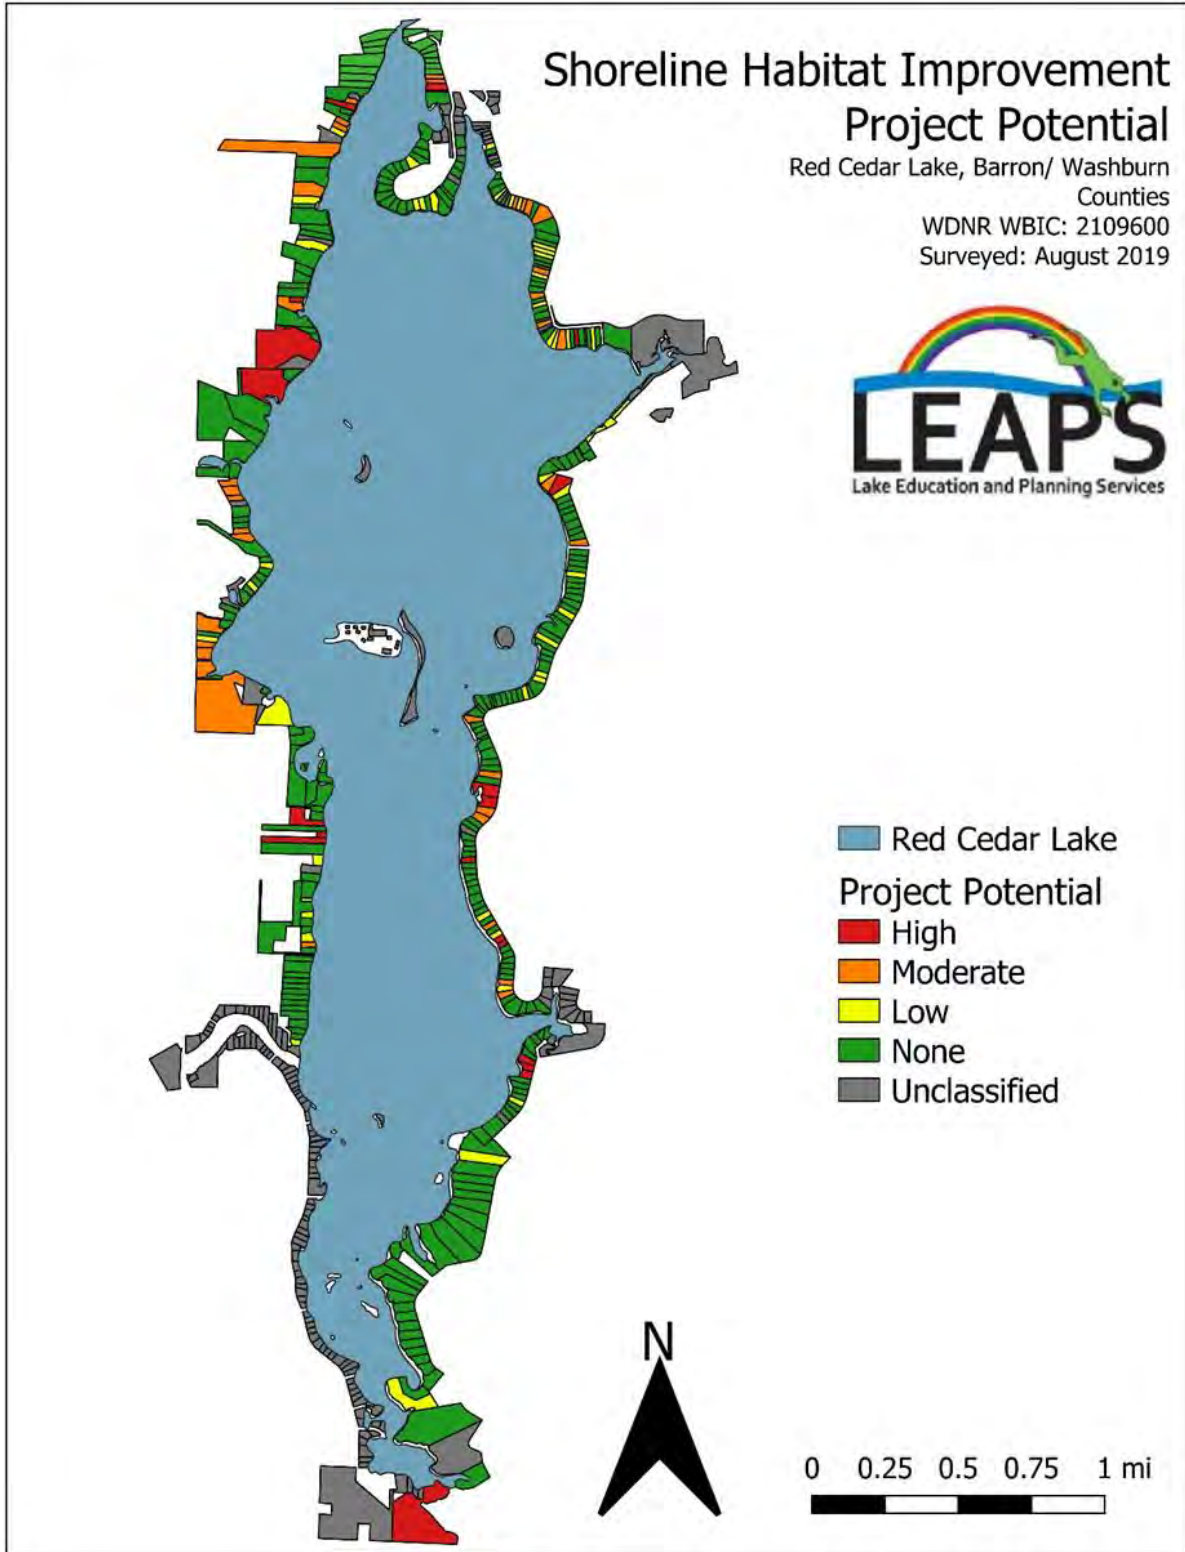 Shoreline Habitat Improvement
Project Potential
Red Cedar Lake, Barron/ Washburn
Counties
WDNR WBIC: 2109600
Surveyed: August 2019
LEAPS
Lake Education and Planning Services
Red Cedar Lake
Project Potential
High
Moderate
Low
None
Unclassified
N
0 0.25 0.5 0.75 1 mi